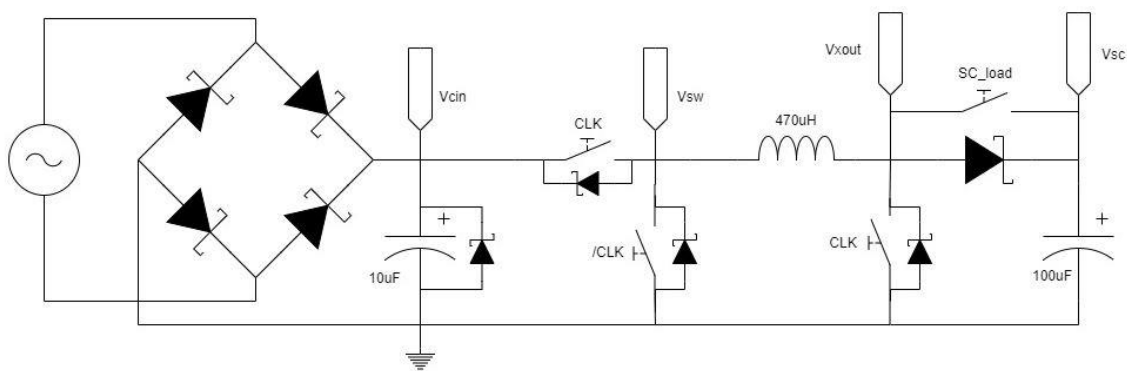 Vxout
Vsc
SC_load
Vcin
Vsw
470uH
CLK
+
+
/CLK
CLK
10uF
100uF